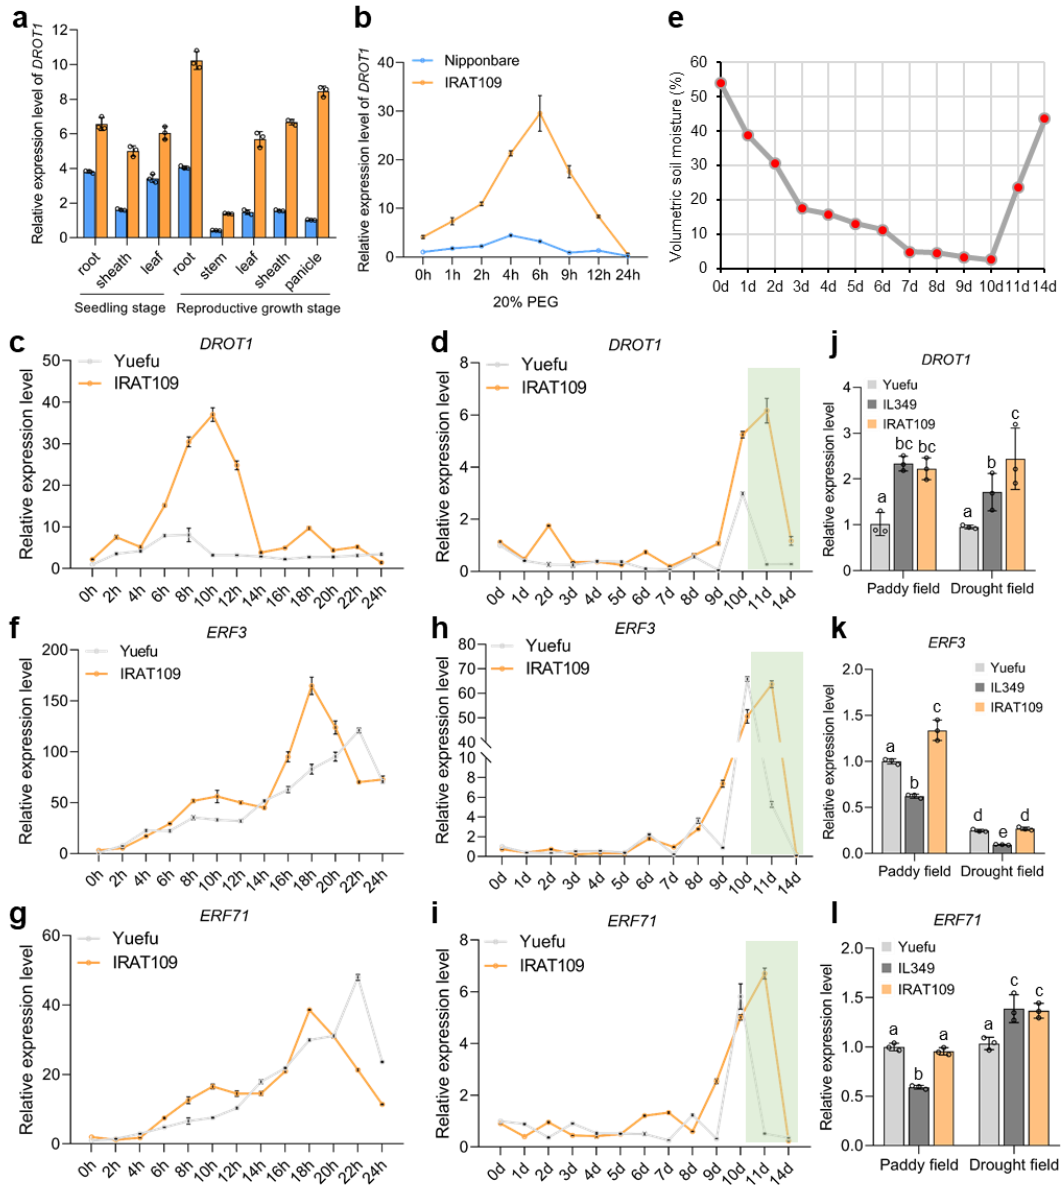 a
Relative expression level of DROT1
12
10
8
6
4
2
0
root
sheath
leaf
root
stem
leaf
sheath
panicle
Seedling stage
Reproductive growth stage
b
Relative expression level of DROT1
Nipponbare
IRAT109
40
30
20
10
0
0h 1h 2h 4h 6h 9h 12h 24h
20% PEG
e
Volumetric soil moisture (%)
60
50
40
30
20
10
0
0d 1d 2d 3d 4d 5d 6d 7d 8d 9d 10d 11d 14d
c
DROT1
Yuefu
IRAT109
Relative expression level
50
40
30
20
10
0
0h 2h 4h 6h 8h 10h 12h 14h 16h 18h 20h 22h 24h
d
DROT1
Yuefu
IRAT109
Relative expression level
8
6
4
2
0
0d 1d 2d 3d 4d 5d 6d 7d 8d 9d 10d 11d 14d
j
DROT1
Yuefu
IL349
IRAT109
Relative expression level
4
3
2
1
0
a bc bc a b c
Paddy field Drought field
f
ERF3
Yuefu
IRAT109
Relative expression level
200
150
100
50
0
0h 2h 4h 6h 8h 10h 12h 14h 16h 18h 20h 22h 24h
h
ERF3
Yuefu
IRAT109
Relative expression level
80
70
60
50
40
8
6
4
2
0
0d 1d 2d 3d 4d 5d 6d 7d 8d 9d 10d 11d 14d
k
ERF3
Yuefu
IL349
IRAT109
Relative expression level
2.0
1.5
1.0
0.5
0.0
a b c d e d
Paddy field Drought field
g
ERF71
Yuefu
IRAT109
Relative expression level
60
40
20
0
0h 2h 4h 6h 8h 10h 12h 14h 16h 18h 20h 22h 24h
i
ERF71
Yuefu
IRAT109
Relative expression level
8
6
4
2
0
0d 1d 2d 3d 4d 5d 6d 7d 8d 9d 10d 11d 14d
l
ERF71
Yuefu
IL349
IRAT109
Relative expression level
2.0
1.5
1.0
0.5
0.0
a b a a c c
Paddy field Drought field